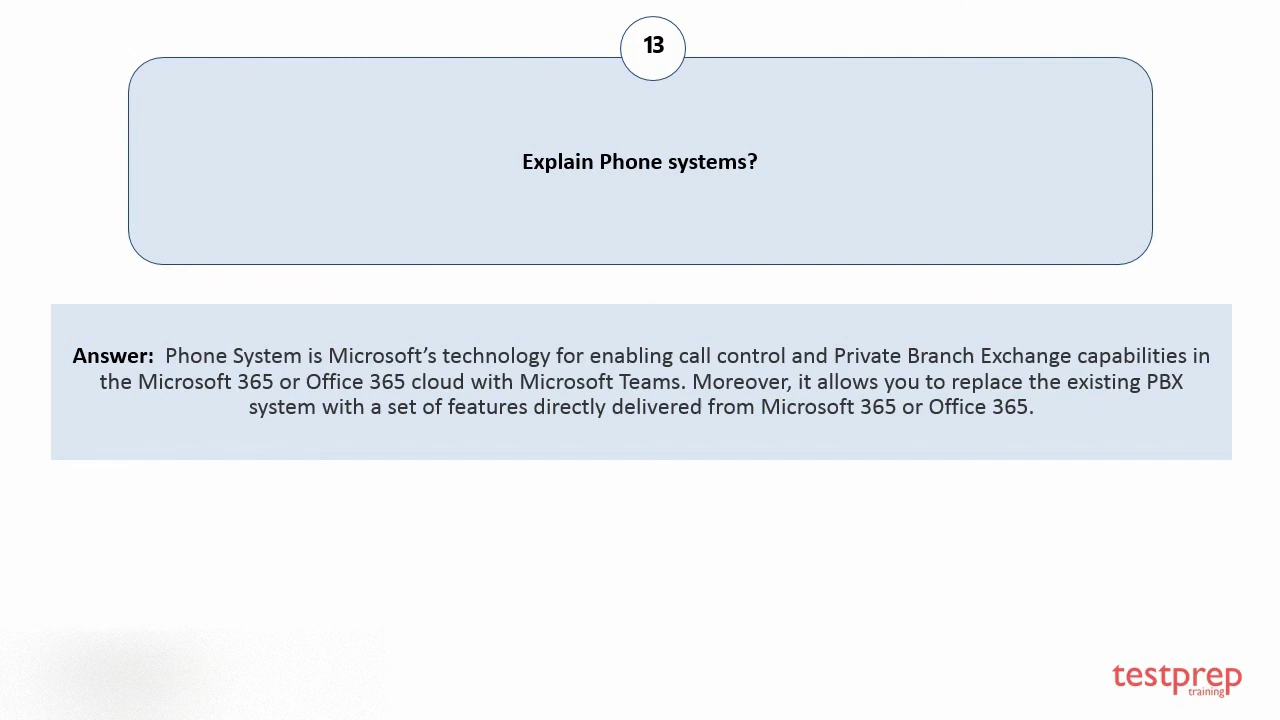 13
Explain Phone systems?
Answer:  Phone System is Microsoft’s technology for enabling call control and Private Branch Exchange capabilities in
the Microsoft 365 or Office 365 cloud with Microsoft Teams. Moreover, it allows you to replace the existing PBX
system with a set of features directly delivered from Microsoft 365 or Office 365.
testprep
training